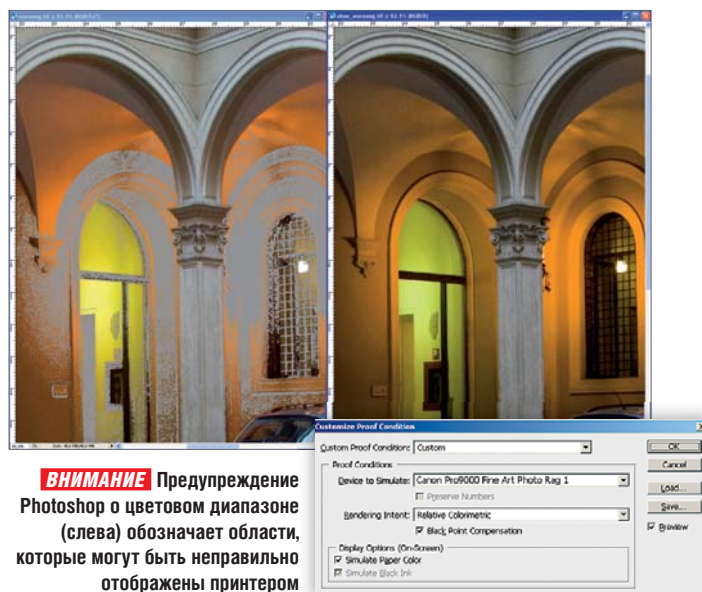 Customize Proof Condition
Custom Proof Condition: Custom
OK
Proof Conditions
Cancel
Device to Simulate: Canon Pro9000 Fine Art Photo Rag 1
Load...
Preserve Numbers
Save...
Rendering Intent: Relative Colorimetric
Preview
Black Point Compensation
Display Options (On-Screen)
Simulate Paper Color
Simulate Black Ink
ВНИМАНИЕ Предупреждение
Photoshop о цветовом диапазоне
(слева) обозначает области,
которые могут быть неправильно
отображены принтером